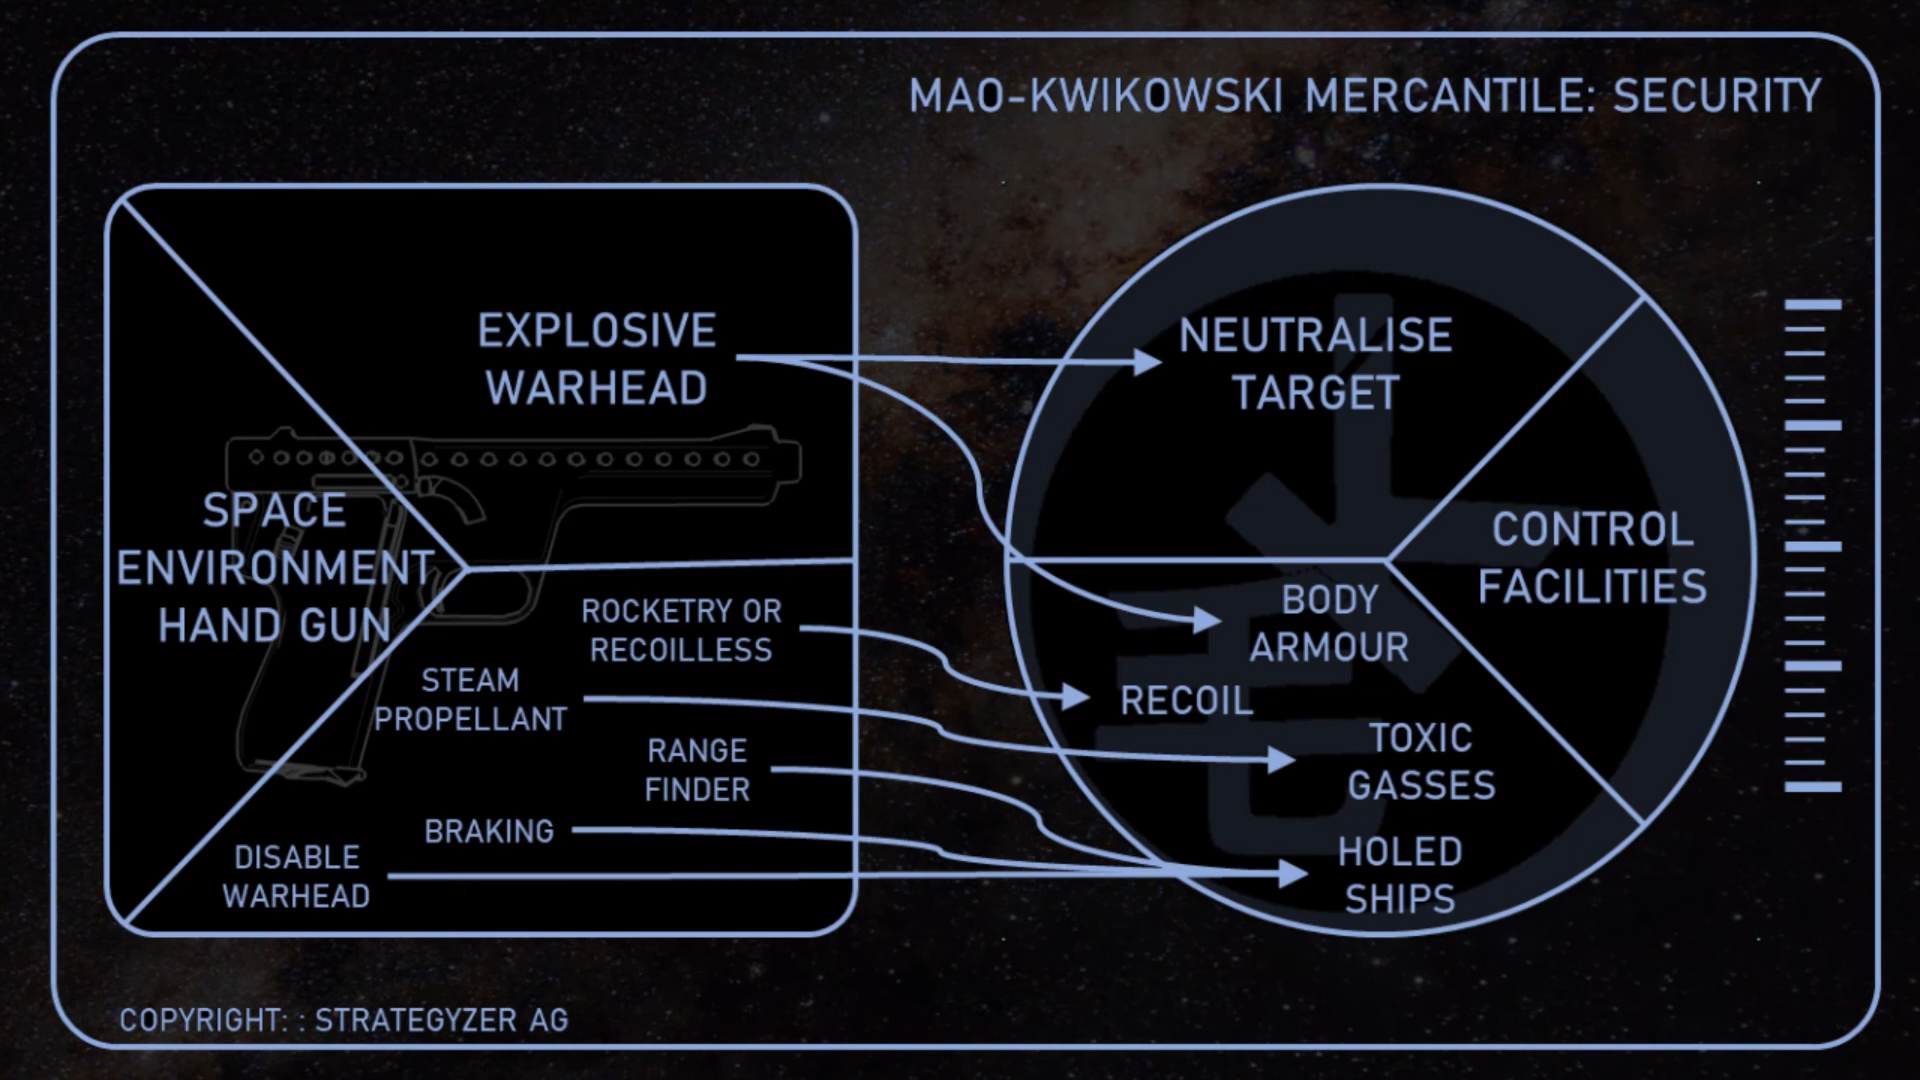 MAO-KWIKOWSKI MERCANTILE: SECURITY
EXPLOSIVE
WARHEAD
SPACE
ENVIRONMENT
HAND GUN
ROCKETRY OR
RECOILLESS
STEAM
PROPELLANT
RANGE
FINDER
BRAKING
DISABLE
WARHEAD
NEUTRALISE
TARGET
CONTROL
FACILITIES
BODY
ARMOUR
RECOIL
TOXIC
GASSES
HOLED
SHIPS
COPYRIGHT: : STRATEGYZER AG